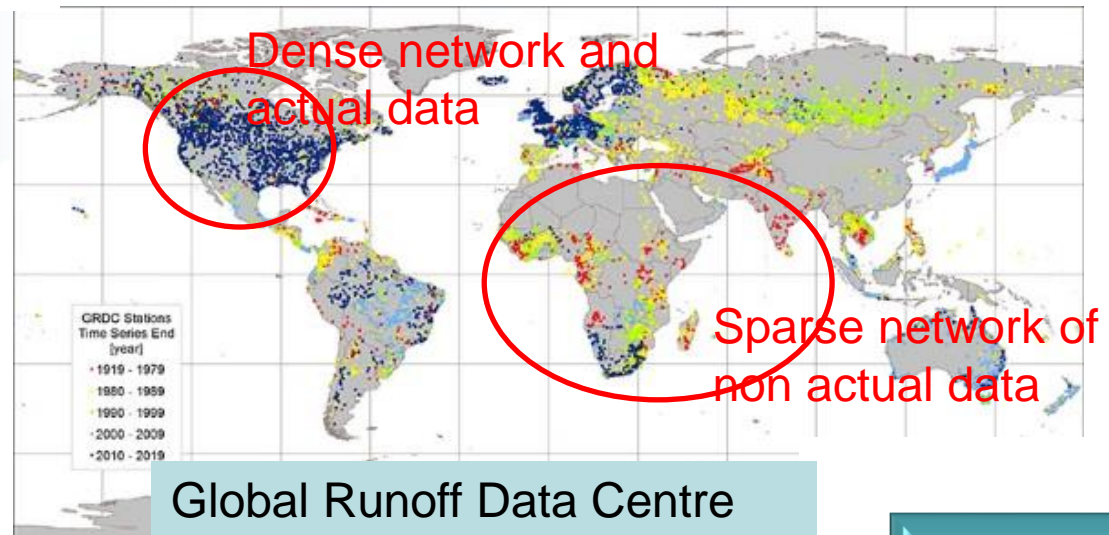 Dense network and
actual data
Sparse network of
non actual data
GRDC Stations
Time Series End
[year]
1919 - 1979
1980 - 1989
1990 - 1999
2000 - 2009
2010 - 2019
Global Runoff Data Centre